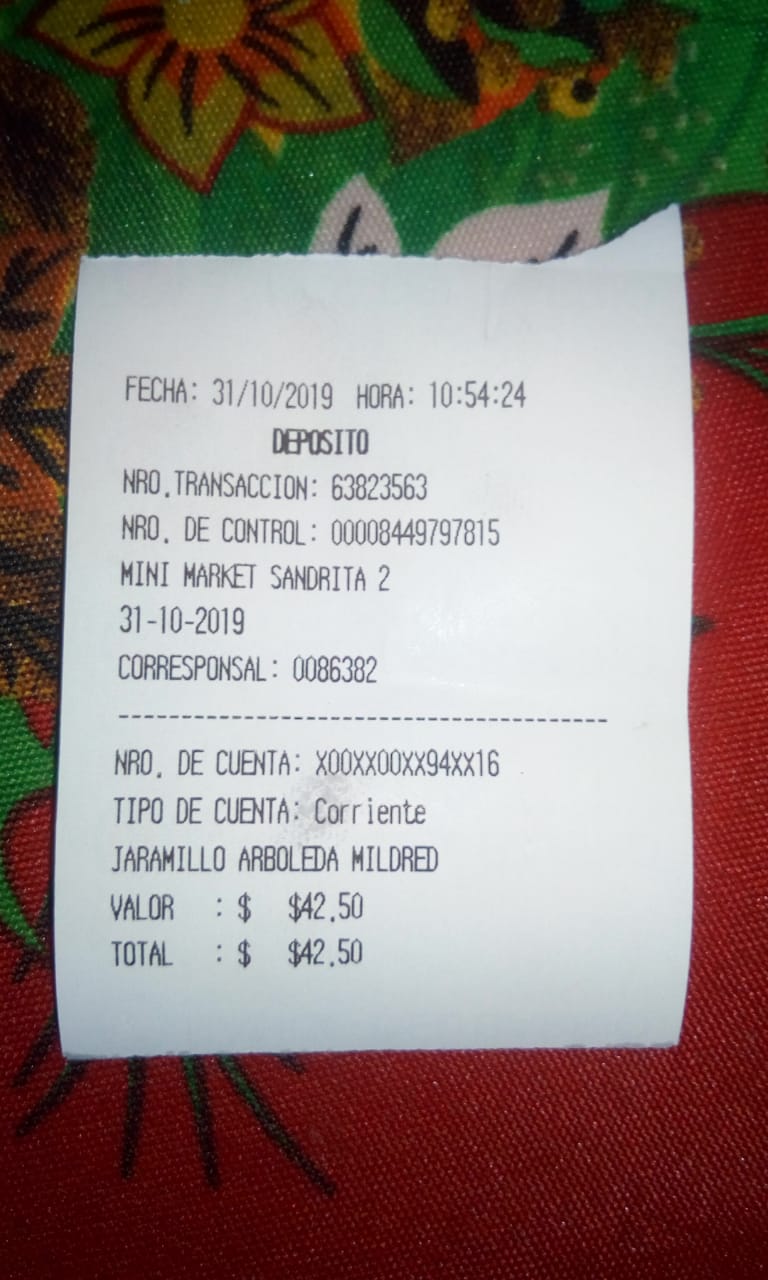 FECHA: 31/10/2019 HORA: 10:54:24
DEPOSITO
NRO.TRANSACCION: 63823563
NRO. DE CONTROL: 00008449797815
MINI MARKET SANDRITA 2
31-10-2019
CORRESPONSAL: 0086382
---------------------------------------
NRO. DE CUENTA: X00XX00XX94XX16
TIPO DE CUENTA: Corriente
JARAMILLO ARBOLEDA MILDRED
VALOR : $ $42.50
TOTAL : $ $42.50